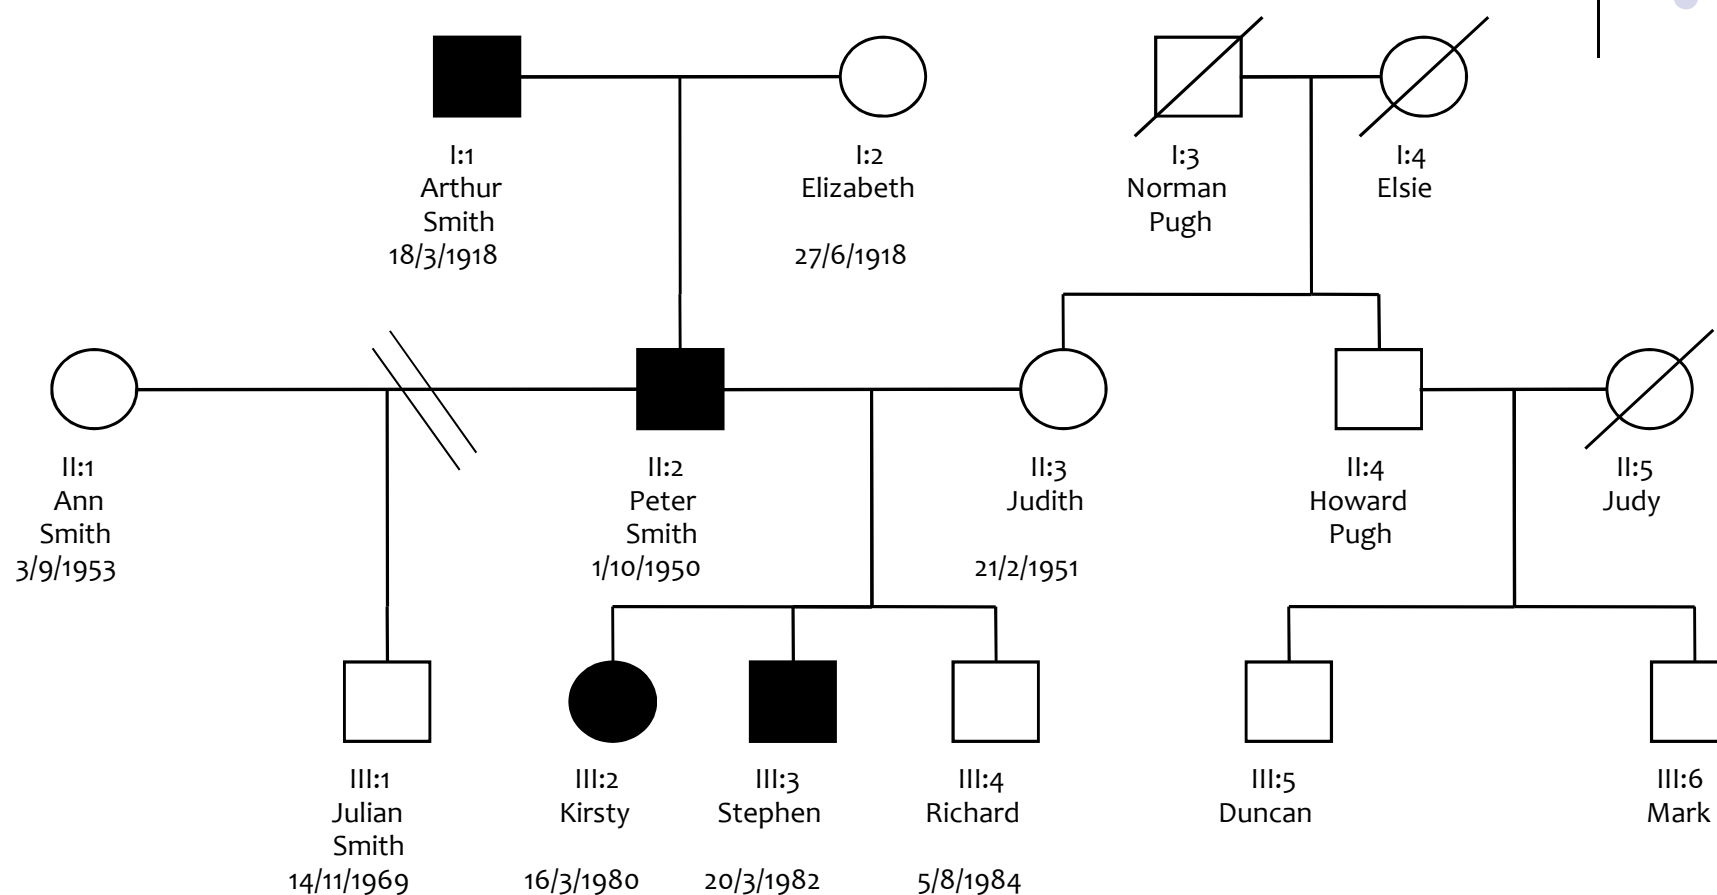 I:1
Arthur
Smith
18/3/1918
I:2
Elizabeth
27/6/1918
I:3
Norman
Pugh
I:4
Elsie
II:1
Ann
Smith
3/9/1953
II:2
Peter
Smith
1/10/1950
II:3
Judith
21/2/1951
II:4
Howard
Pugh
II:5
Judy
III:1
Julian
Smith
14/11/1969
III:2
Kirsty
16/3/1980
III:3
Stephen
20/3/1982
III:4
Richard
5/8/1984
III:5
Duncan
III:6
Mark